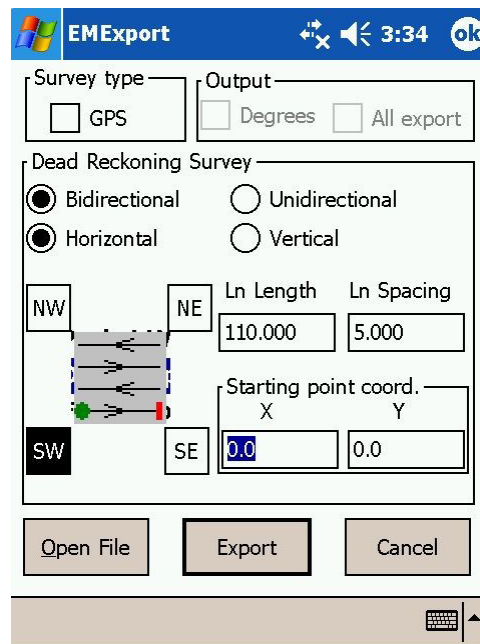 EMExport 3:34 ok
Survey type Output
GPS Degrees All export
Dead Reckoning Survey
Bidirectional Unidirectional
Horizontal Vertical
NW NE Ln Length Ln Spacing
110.000 5.000
Starting point coord.
X Y
SW SE 0.0 0.0
Open File Export Cancel